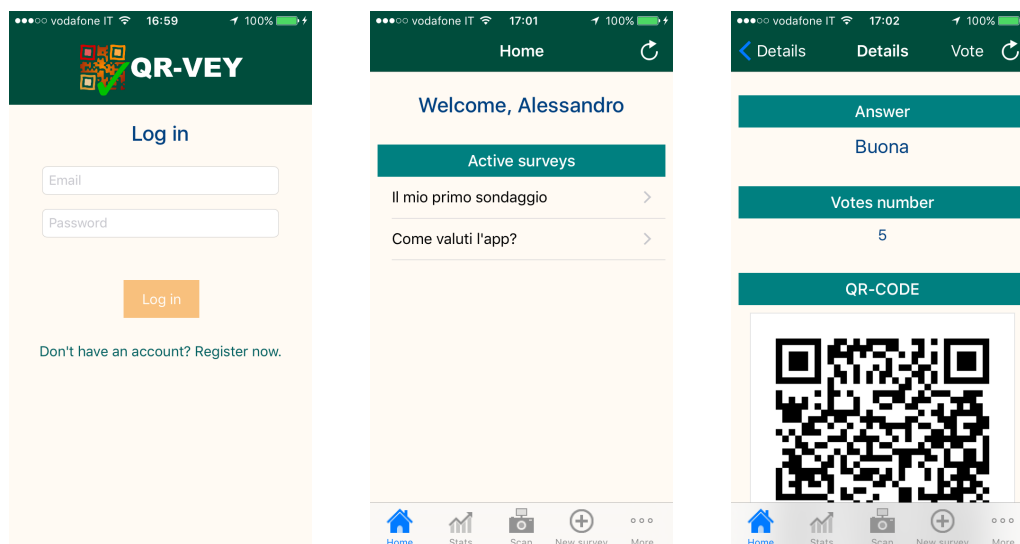 vodafone IT 16:59 100%
QR-VEY
Log in
Email
Password
Log in
Don't have an account? Register now.
vodafone IT 17:01 100%
Home
Welcome, Alessandro
Active surveys
Il mio primo sondaggio
Come valuti l'app?
Home Stats Scan New survey More
vodafone IT 17:02 100%
Details Details Vote
Answer
Buona
Votes number
5
QR-CODE
Home Stats Scan New survey More